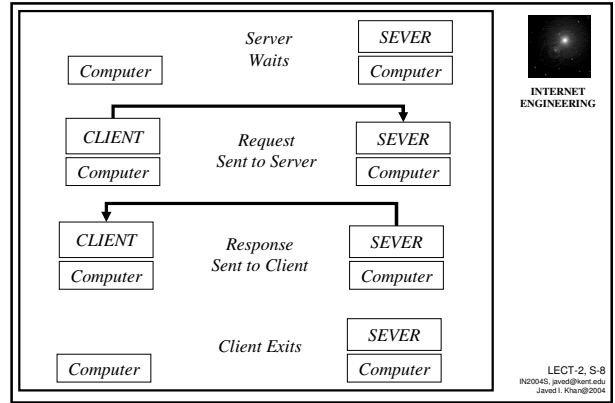 Server
Waits
SEVER
Computer
Computer
CLIENT
Computer
Request
Sent to Server
SEVER
Computer
CLIENT
Computer
Response
Sent to Client
SEVER
Computer
Computer
Client Exits
SEVER
Computer
INTERNET
ENGINEERING
LECT-2, S-8
IN2004S, javed@kent.edu
Javed I. Khan@2004